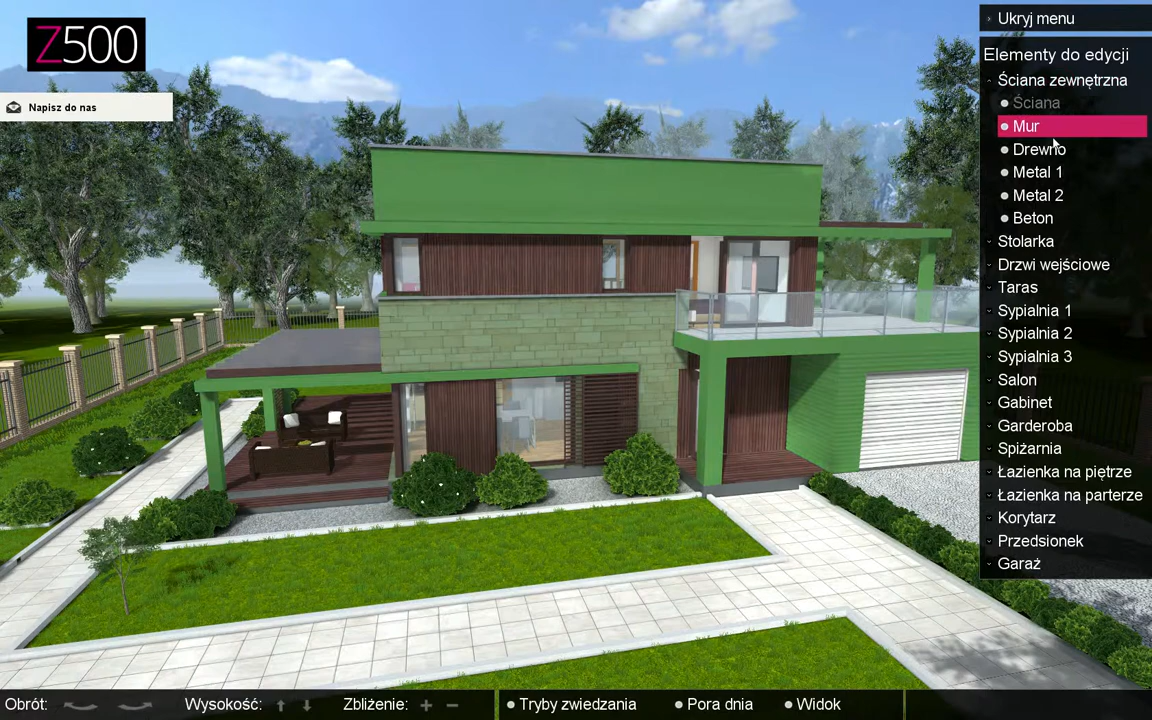 Z500
Napisz do nas
Ukryj menu
Elementy do edycji
Ściana zewnętrzna
Ściana
Mur
Drewno
Metal 1
Metal 2
Beton
Stolarka
Drzwi wejściowe
Taras
Sypialnia 1
Sypialnia 2
Sypialnia 3
Salon
Gabinet
Garderoba
Spiżarnia
Łazienka na piętrze
Łazienka na parterze
Korytarz
Przedsionek
Garaż
Obrót: Wysokość: Zbliżenie: Tryby zwiedzania Pora dnia Widok